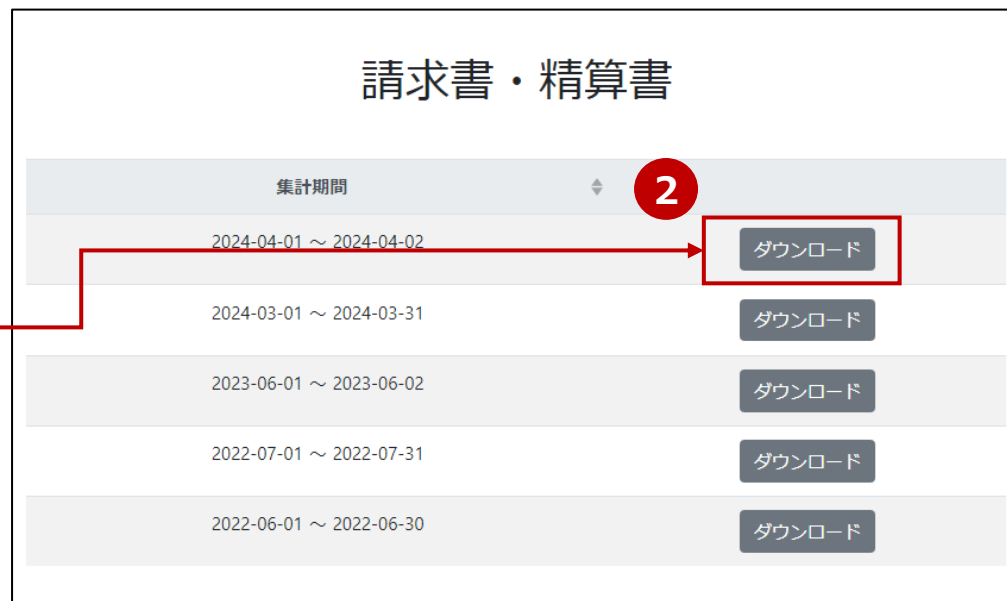 請求書・精算書
集計期間
2
2024-04-01 ～ 2024-04-02 ダウンロード
2024-03-01 ～ 2024-03-31 ダウンロード
2023-06-01 ～ 2023-06-02 ダウンロード
2022-07-01 ～ 2022-07-31 ダウンロード
2022-06-01 ～ 2022-06-30 ダウンロード